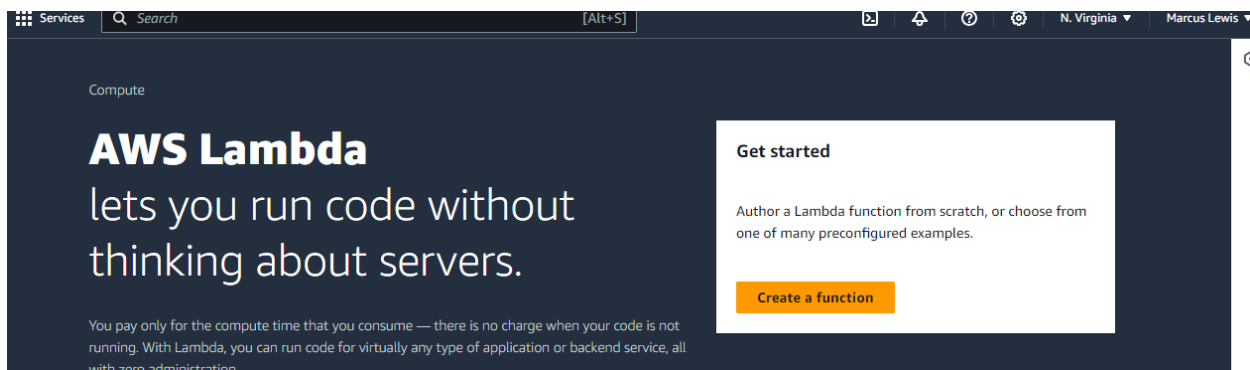 Services Search [Alt+S] N. Virginia Marcus Lewis
Compute
AWS Lambda
lets you run code without
thinking about servers.
You pay only for the compute time that you consume — there is no charge when your code is not
running. With Lambda, you can run code for virtually any type of application or backend service, all
with zero administration.
Get started
Author a Lambda function from scratch, or choose from
one of many preconfigured examples.
Create a function